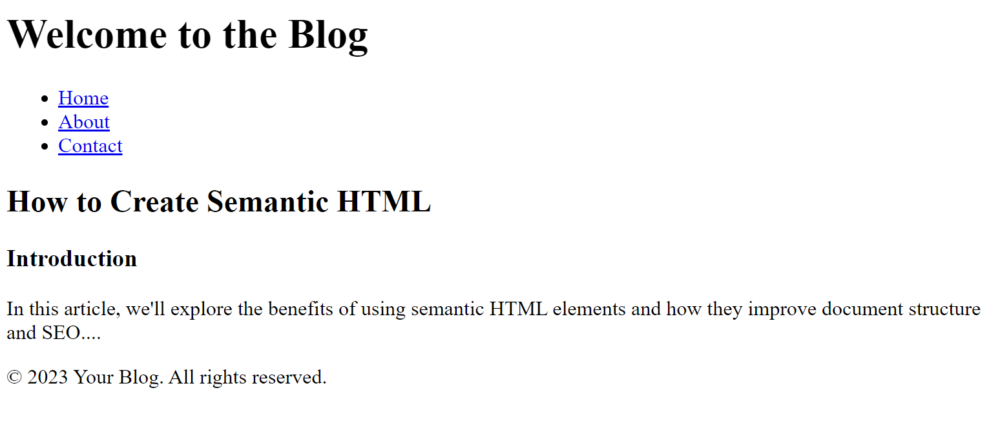 Welcome to the Blog
Home
About
Contact
How to Create Semantic HTML
Introduction
In this article, we'll explore the benefits of using semantic HTML elements and how they improve document structure
and SEO....
© 2023 Your Blog. All rights reserved.